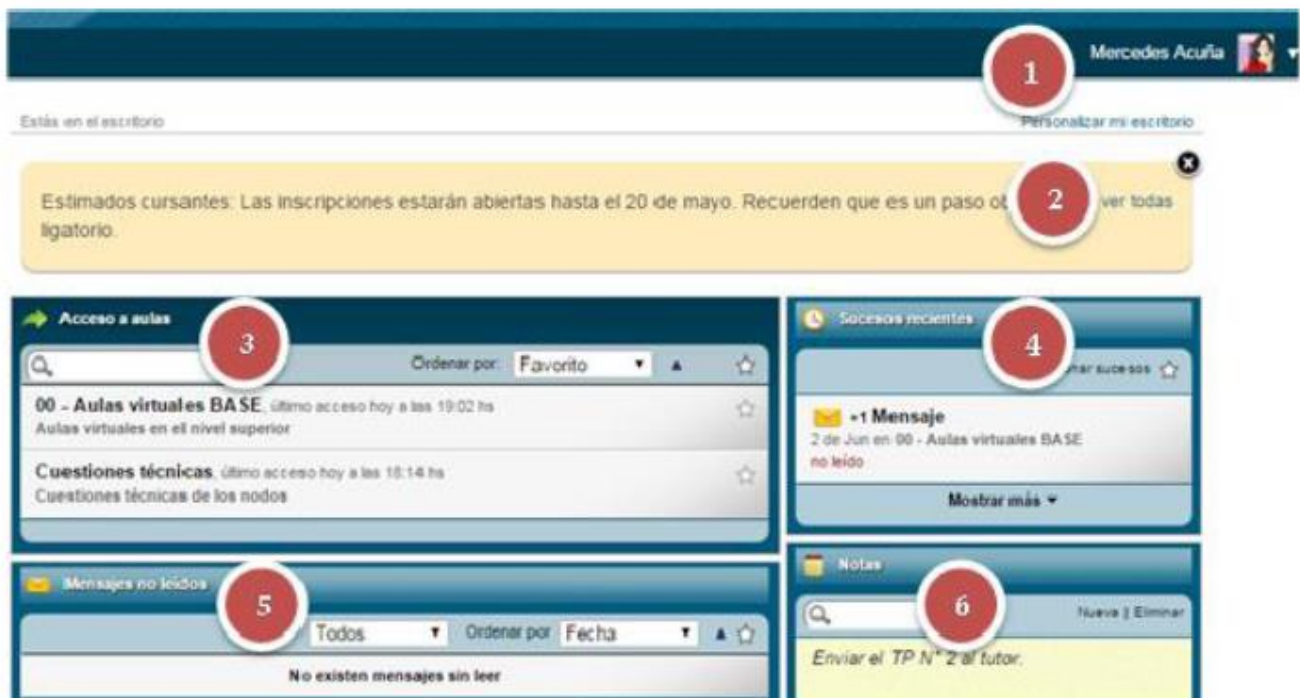 Mercedes Acuña
1
Estás en el escritorio
Personalizar mi escritorio
Estimados cursantes: Las inscripciones estarán abiertas hasta el 20 de mayo. Recuerden que es un paso ob
ligatorio.
2
ver todas
Acceso a aulas
3
Ordenar por: Favorito
00 - Aulas virtuales BASE, último acceso hoy a las 19:02 hs
Aulas virtuales en el nivel superior
Cuestiones técnicas, último acceso hoy a las 18:14 hs
Cuestiones técnicas de los nodos
Sucesos recientes
4
sucesos
+1 Mensaje
2 de Jun en 00 - Aulas virtuales BASE
no leído
Mostrar más
Mensajes no leídos
5
Todos Ordenar por Fecha
No existen mensajes sin leer
Notas
6
Nueva || Eliminar
Enviar el TP N° 2 al tutor.